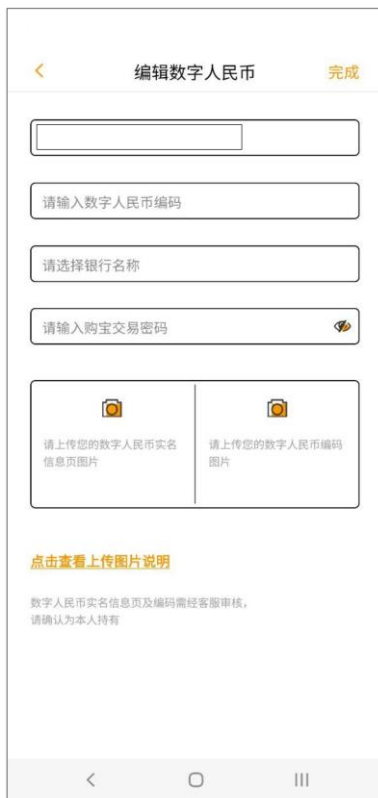 编辑数字人民币
完成
请输入数字人民币编码
请选择银行名称
请输入购宝交易密码
请上传您的数字人民币实名
信息页图片
请上传您的数字人民币编码
图片
点击查看上传图片说明
数字人民币实名信息页及编码需经客服审核，
请确认为本人持有